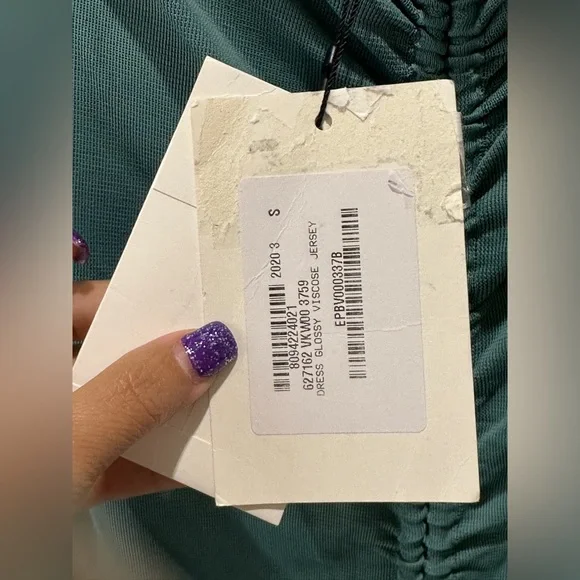 2020 3 S
8094224021
627162 VKW00 3759
DRESS GLOSSY VISCOSE JERSEY
EPBV000337B